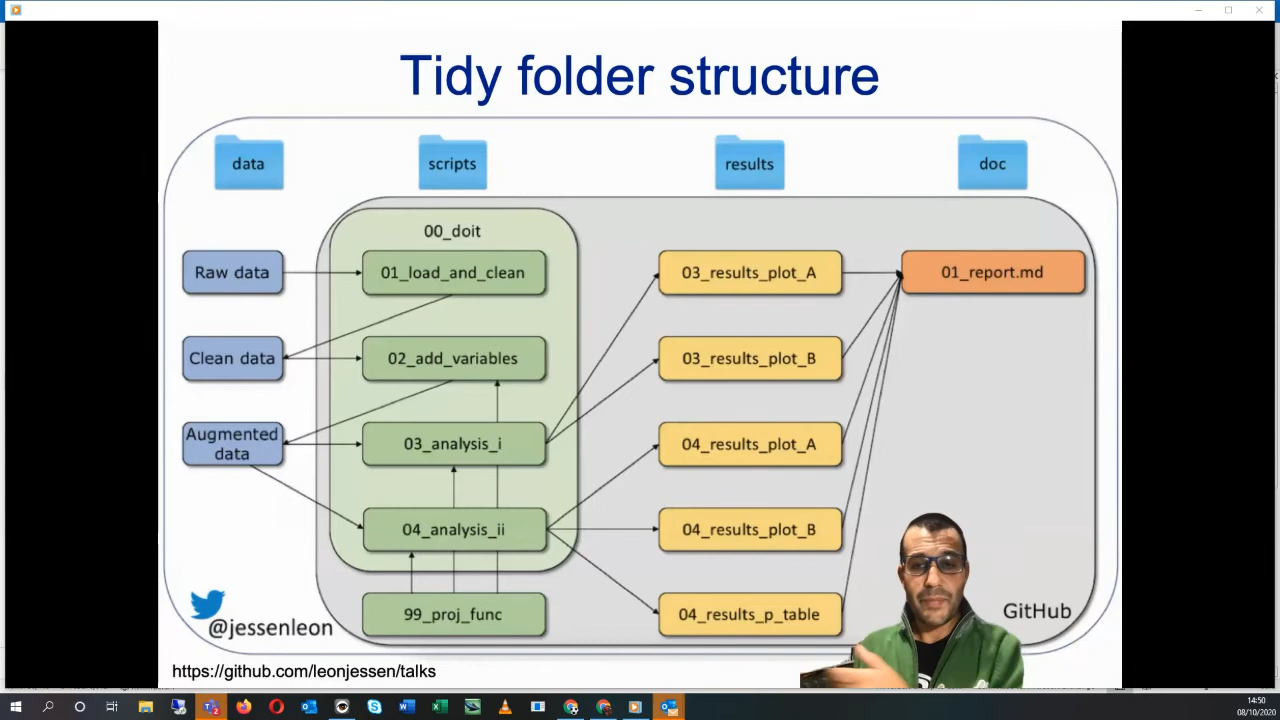 Tidy folder structure
data
scripts
results
doc
00_doit
Raw data
01_load_and_clean
03_results_plot_A
01_report.md
Clean data
02_add_variables
03_results_plot_B
Augmented
data
03_analysis_i
04_results_plot_A
04_analysis_ii
04_results_plot_B
99_proj_func
04_results_p_table
GitHub
@jessenleon
https://github.com/leonjessen/talks
14:50
08/10/2020